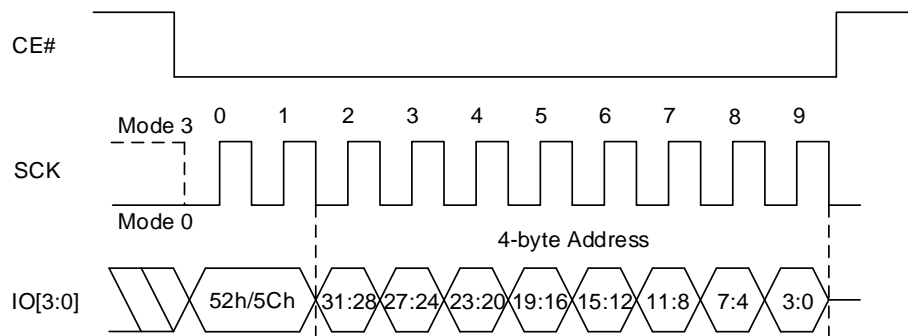 CE#
0 1 2 3 4 5 6 7 8 9
Mode 3
SCK
Mode 0
4-byte Address
IO[3:0]
52h/5Ch 31:28 27:24 23:20 19:16 15:12 11:8 7:4 3:0